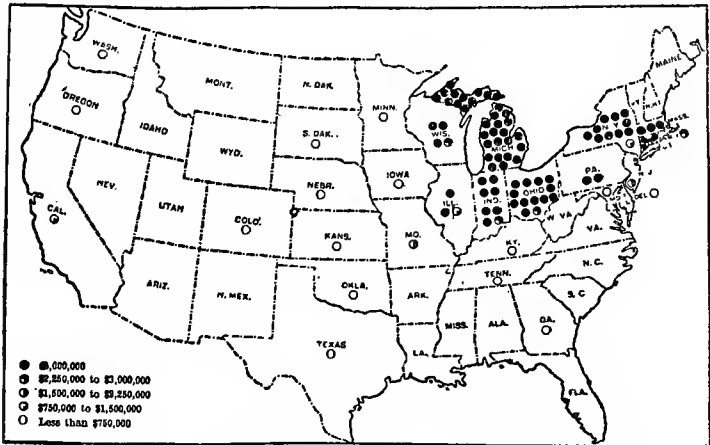 WASH.
MONT.
N. DAK.
MINN.
MAINE
OREGON
IDAHO
S. DAK.
WIS.
MICH
VT.
N.H.
N.Y.
MASS.
WYO.
IOWA
PA.
NEBR.
NEV.
UTAH
COLO.
ILL
IND.
OHIO
W VA
MD.
DEL
J
CAL.
KANS.
MO.
KY.
VA.
ARIZ.
N. MEX.
OKLA.
ARK.
TENN.
N. C.
S. C
TEXAS
LA.
MISS.
ALA.
GA.
FLA.
$2,250,000 to $3,000,000
$1,500,000 to $2,250,000
$750,000 to $1,500,000
Less than $750,000